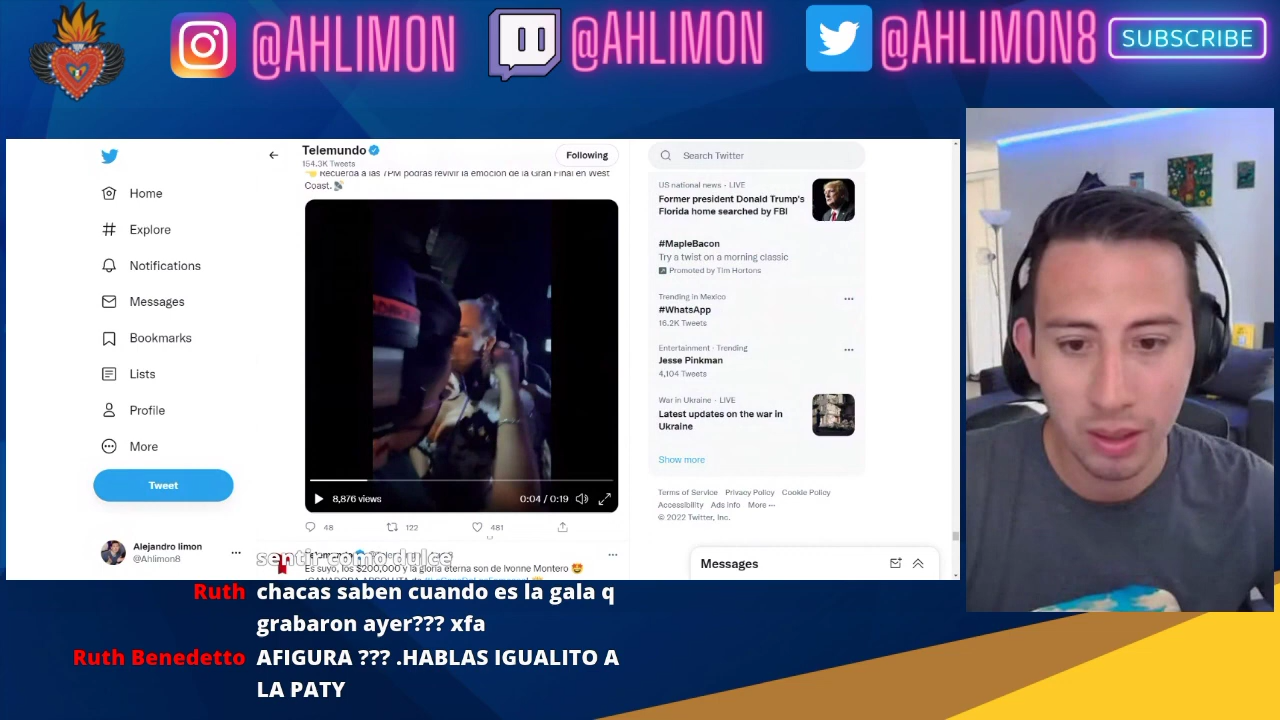 @AHLIMON
@AHLIMON
@AHLIMON8
SUBSCRIBE
Telemundo
154.3K Tweets
Following
Search Twitter
Home
Explore
Notifications
Messages
Bookmarks
Lists
Profile
More
Tweet
Alejandro limon
@Ahlimon8
Recuerda a las 7PM podrás revivir la emoción de la Gran Final en West
Coast.
8,876 views
0:04 / 0:19
48
122
481
Es suyo, los $200,000 y la gloria eterna son de Ivonne Montero
US national news · LIVE
Former president Donald Trump's
Florida home searched by FBI
#MapleBacon
Try a twist on a morning classic
Promoted by Tim Hortons
Trending in Mexico
#WhatsApp
16.2K Tweets
Entertainment · Trending
Jesse Pinkman
4,104 Tweets
War in Ukraine · LIVE
Latest updates on the war in
Ukraine
Show more
Terms of Service Privacy Policy Cookie Policy
Accessibility Ads info More ···
© 2022 Twitter, Inc.
Messages
sentir como dulce
Ruth chacas saben cuando es la gala q
grabaron ayer??? xfa
Ruth Benedetto AFIGURA ??? .HABLAS IGUALITO A
LA PATY